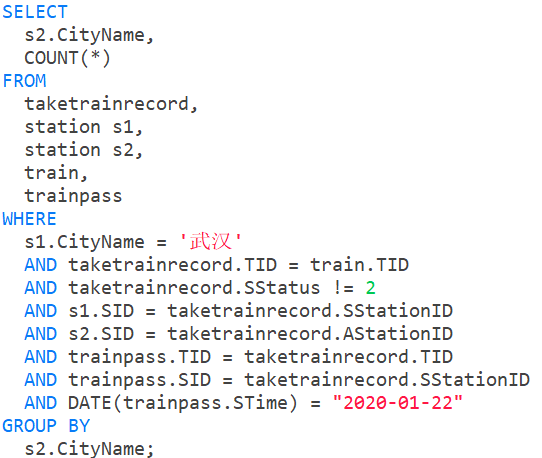 SELECT
  s2.CityName,
  COUNT(*)
FROM
  taketrainrecord,
  station s1,
  station s2,
  train,
  trainpass
WHERE
  s1.CityName = '武汉'
  AND taketrainrecord.TID = train.TID
  AND taketrainrecord.SStatus != 2
  AND s1.SID = taketrainrecord.SStationID
  AND s2.SID = taketrainrecord.AStationID
  AND trainpass.TID = taketrainrecord.TID
  AND trainpass.SID = taketrainrecord.SStationID
  AND DATE(trainpass.STime) = "2020-01-22"
GROUP BY
  s2.CityName;